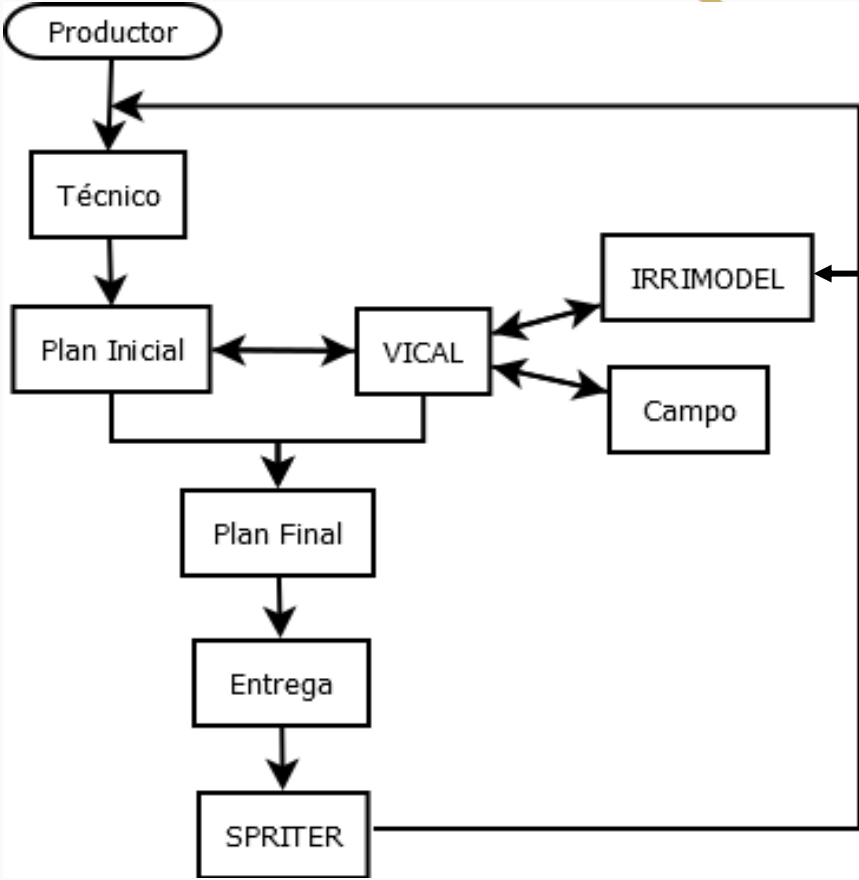 Productor
Técnico
IRRIMODEL
Plan Inicial
VICAL
Campo
Plan Final
Entrega
SPRITER